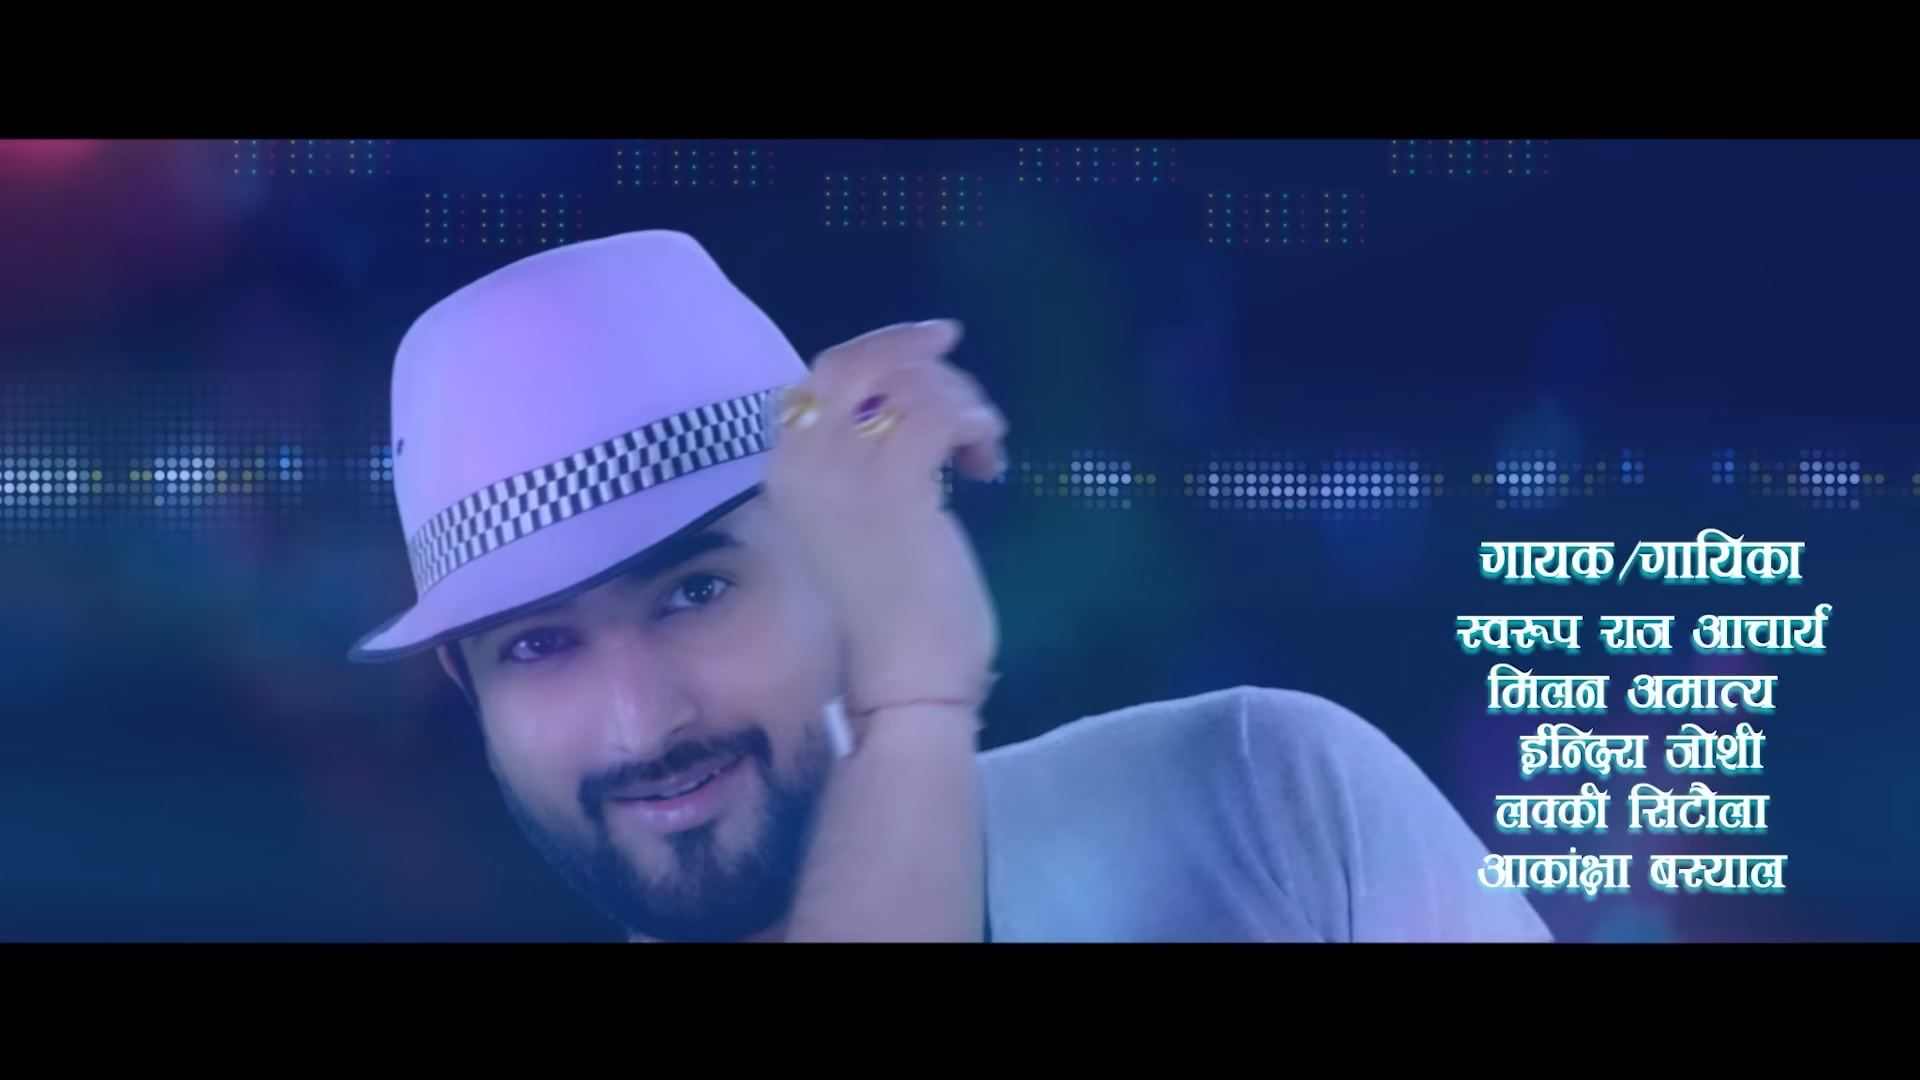 गायक/गायिका
स्वरूप राज आचार्य
मिलन अमात्य
ईन्दिरा जोशी
लक्की सिटौला
आकांक्षा बस्याल